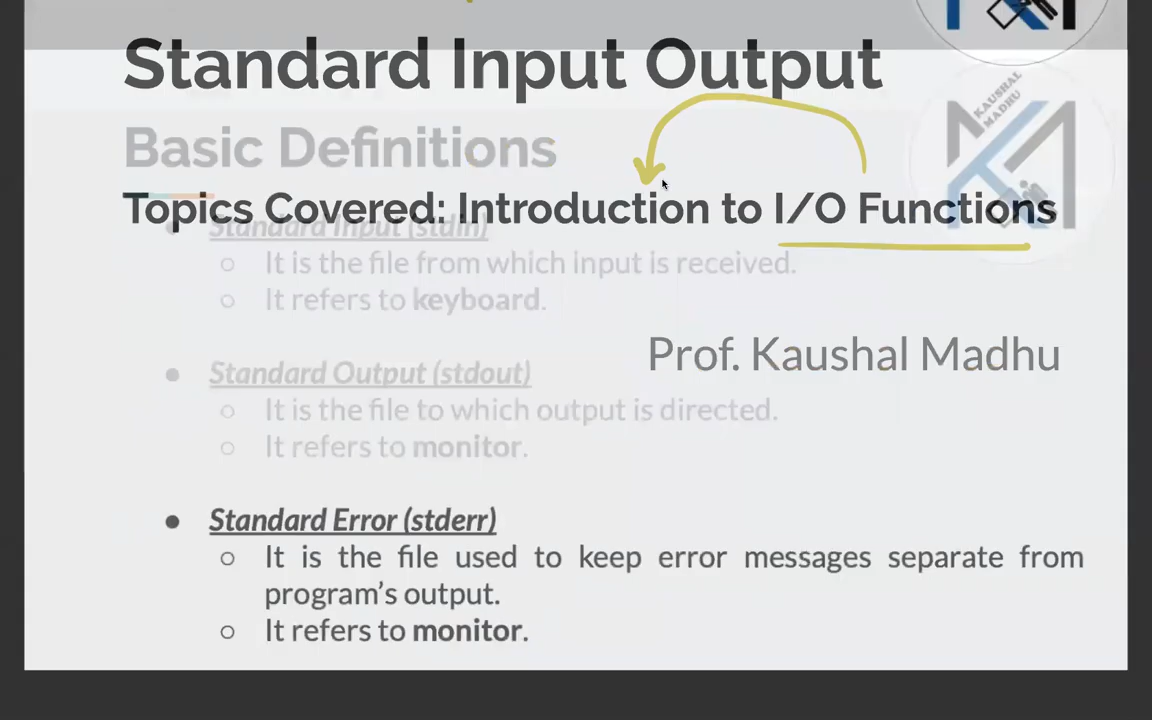 Standard Input Output
KAUSHAL
MADHU
Basic Definitions
Topics Covered: Introduction to I/O Functions
Standard Input (stdin)
It is the file from which input is received.
It refers to keyboard.
Prof. Kaushal Madhu
Standard Output (stdout)
It is the file to which output is directed.
It refers to monitor.
Standard Error (stderr)
It is the file used to keep error messages separate from
program's output.
It refers to monitor.